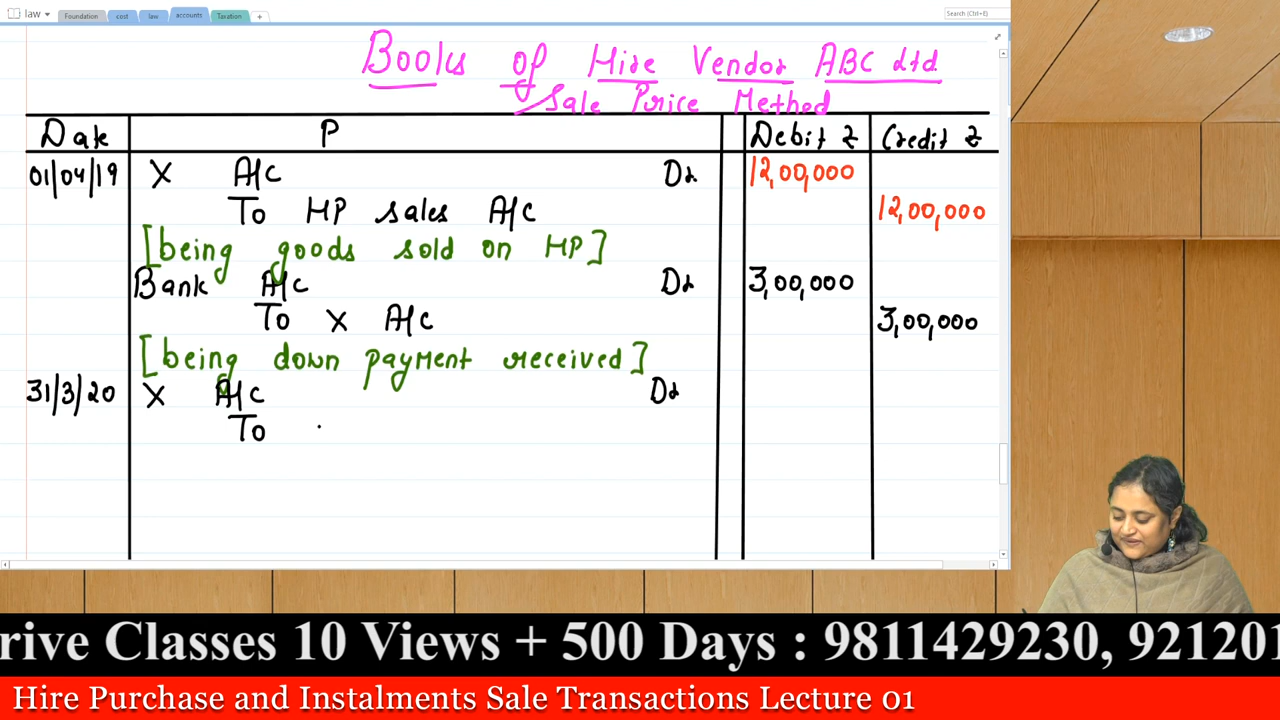 law Foundation cost law accounts Taxation + Search (Ctrl+E)
Books of Hire Vendor ABC Ltd
Sale Price Method
Date P Debit ₹ Credit ₹
01/04/19 X A/c Dr 12,00,000
To HP sales A/c 12,00,000
[being goods sold on HP]
Bank A/c Dr 3,00,000
To X A/c 3,00,000
[being down payment received]
31/3/20 X A/c Dr
To
rive Classes 10 Views + 500 Days : 9811429230, 921201
Hire Purchase and Instalments Sale Transactions Lecture 01